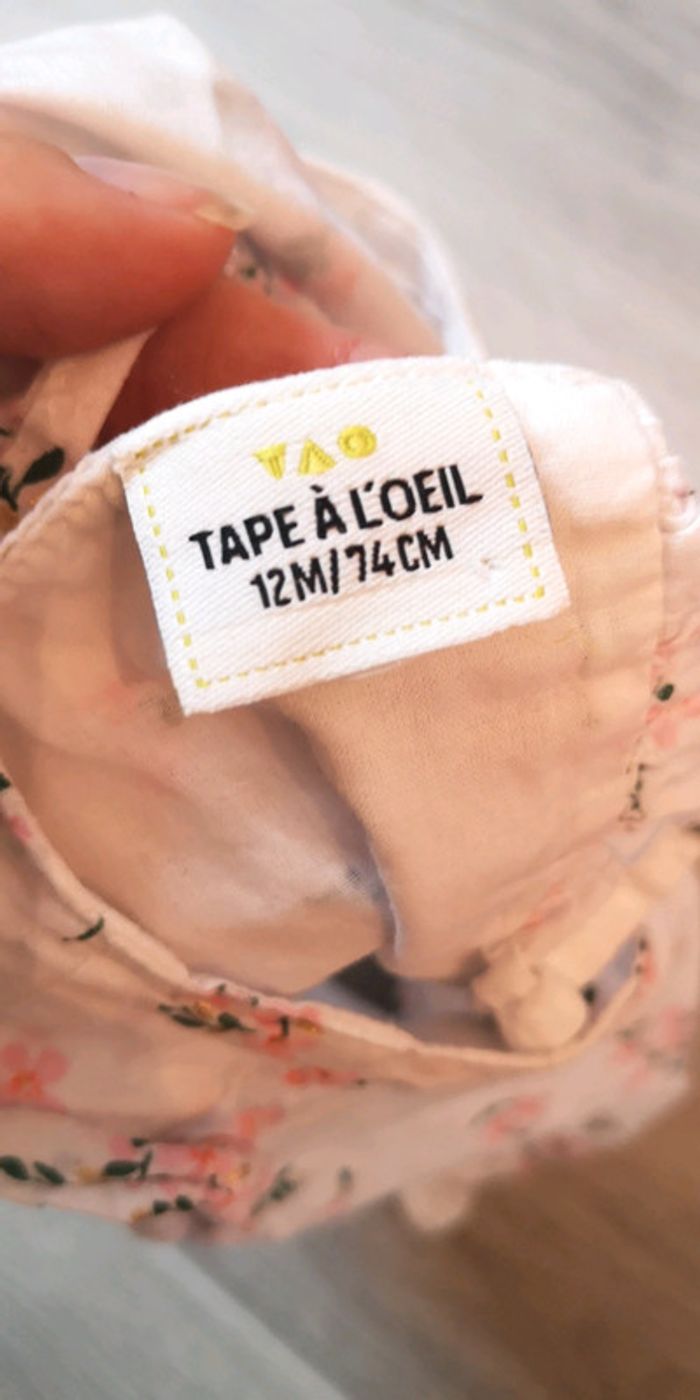 TAO
TAPE À L'OEIL
12M/74CM